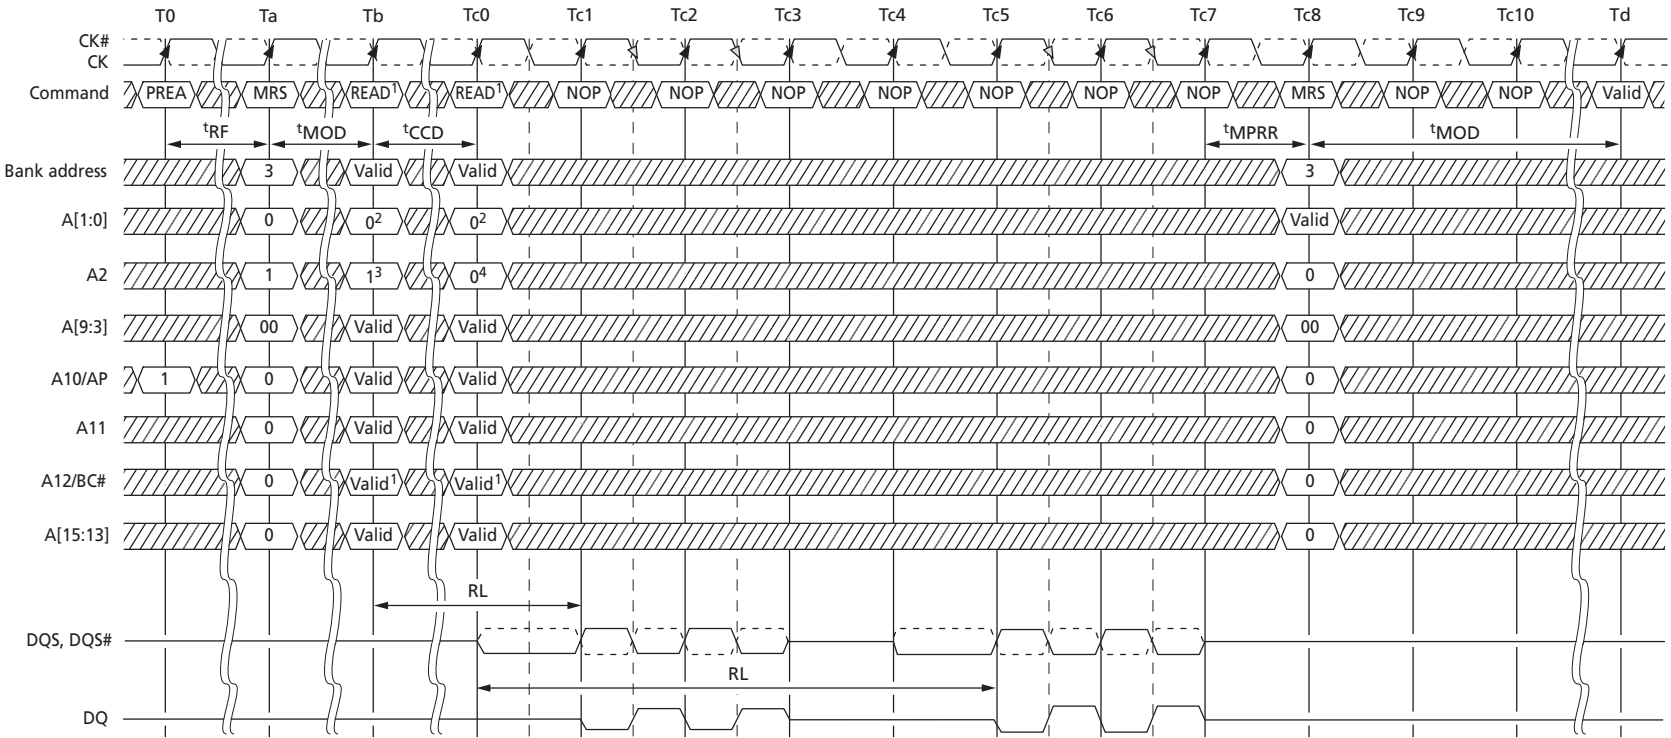 T0 Ta Tb Tc0 Tc1 Tc2 Tc3 Tc4 Tc5 Tc6 Tc7 Tc8 Tc9 Tc10 Td
CK#
CK
Command PREA MRS READ1 READ1 NOP NOP NOP NOP NOP NOP NOP MRS NOP NOP Valid
tRF tMOD tCCD tMPRR tMOD
Bank address 3 Valid Valid 3
A[1:0] 0 02 02 Valid
A2 1 13 04 0
A[9:3] 00 Valid Valid 00
A10/AP 1 0 Valid Valid 0
A11 0 Valid Valid 0
A12/BC# 0 Valid1 Valid1 0
A[15:13] 0 Valid Valid 0
RL
DQS, DQS#
RL
DQ